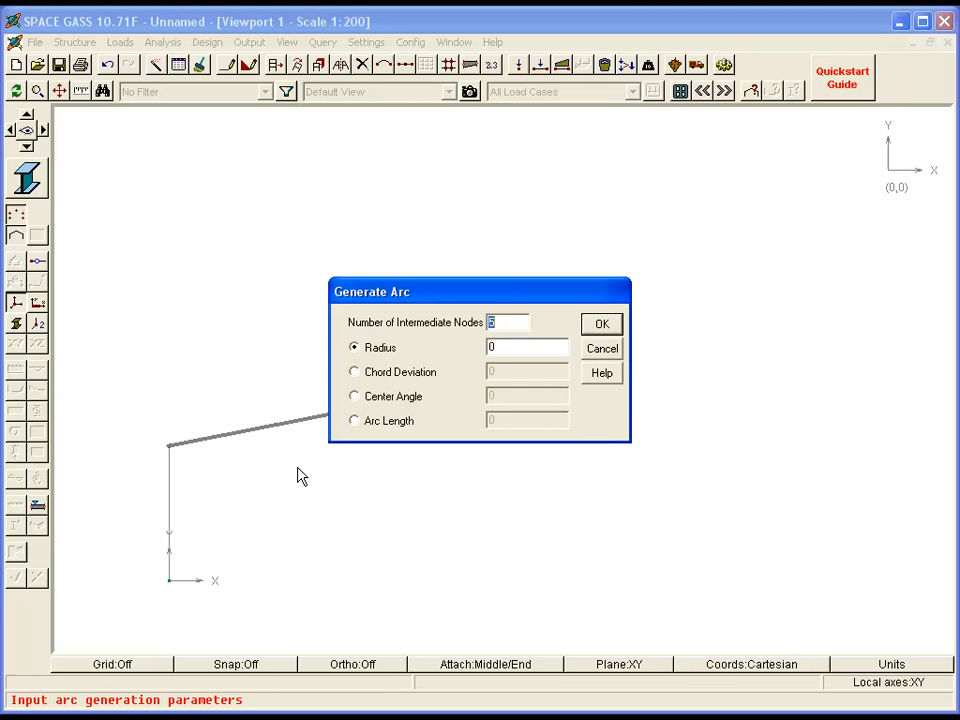 SPACE GASS 10.71F - Unnamed - [Viewport 1 - Scale 1:200]
File Structure Loads Analysis Design Output View Query Settings Config Window Help
2.3
Quickstart Guide
No Filter
Default View
All Load Cases
Y
X
(0,0)
Generate Arc
Number of Intermediate Nodes 5
OK
Radius 0
Cancel
Chord Deviation 0
Help
Center Angle 0
Arc Length 0
X
Grid:Off Snap:Off Ortho:Off Attach:Middle/End Plane:XY Coords:Cartesian Units
Local axes:XY
Input arc generation parameters